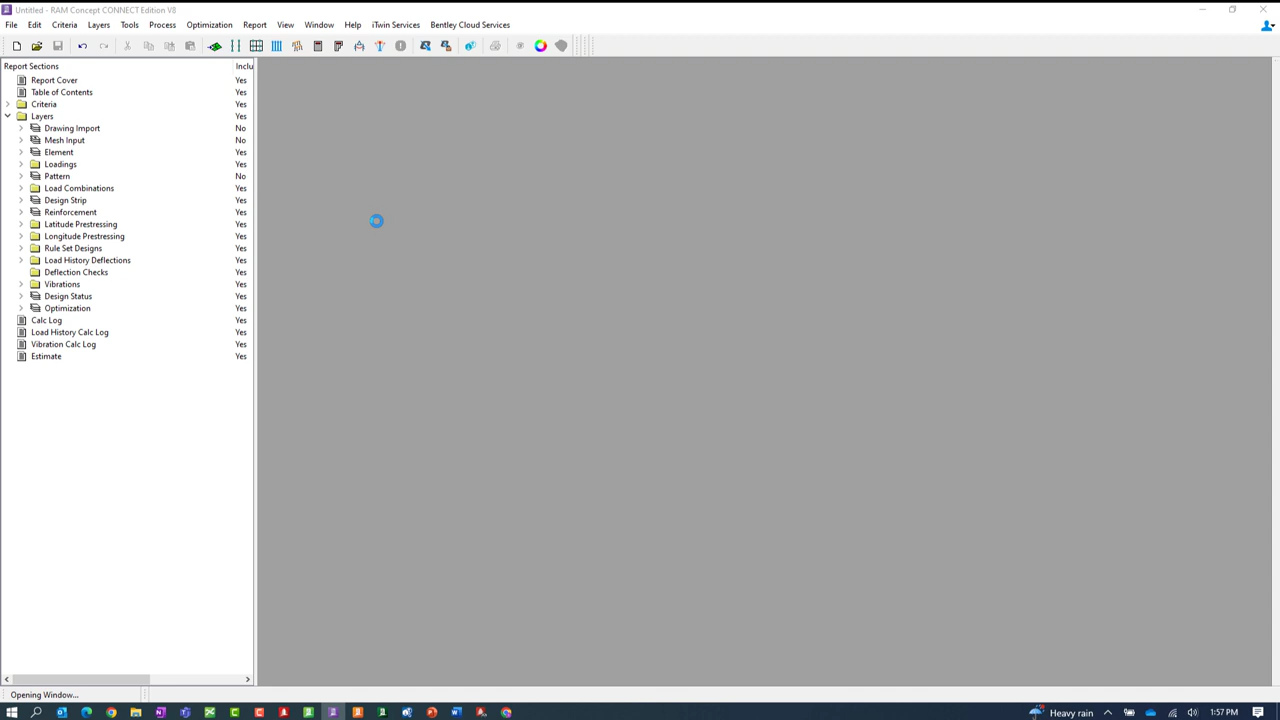 Untitled - RAM Concept CONNECT Edition V8
File Edit Criteria Layers Tools Process Optimization Report View Window Help iTwin Services Bentley Cloud Services
Report Sections Inclu
Report Cover Yes
Table of Contents Yes
Criteria Yes
Layers Yes
Drawing Import No
Mesh Input No
Element Yes
Loadings Yes
Pattern No
Load Combinations Yes
Design Strip Yes
Reinforcement Yes
Latitude Prestressing Yes
Longitude Prestressing Yes
Rule Set Designs Yes
Load History Deflections Yes
Deflection Checks Yes
Vibrations Yes
Design Status Yes
Optimization Yes
Calc Log Yes
Load History Calc Log Yes
Vibration Calc Log Yes
Estimate Yes
Opening Window...
Heavy rain 1:57 PM